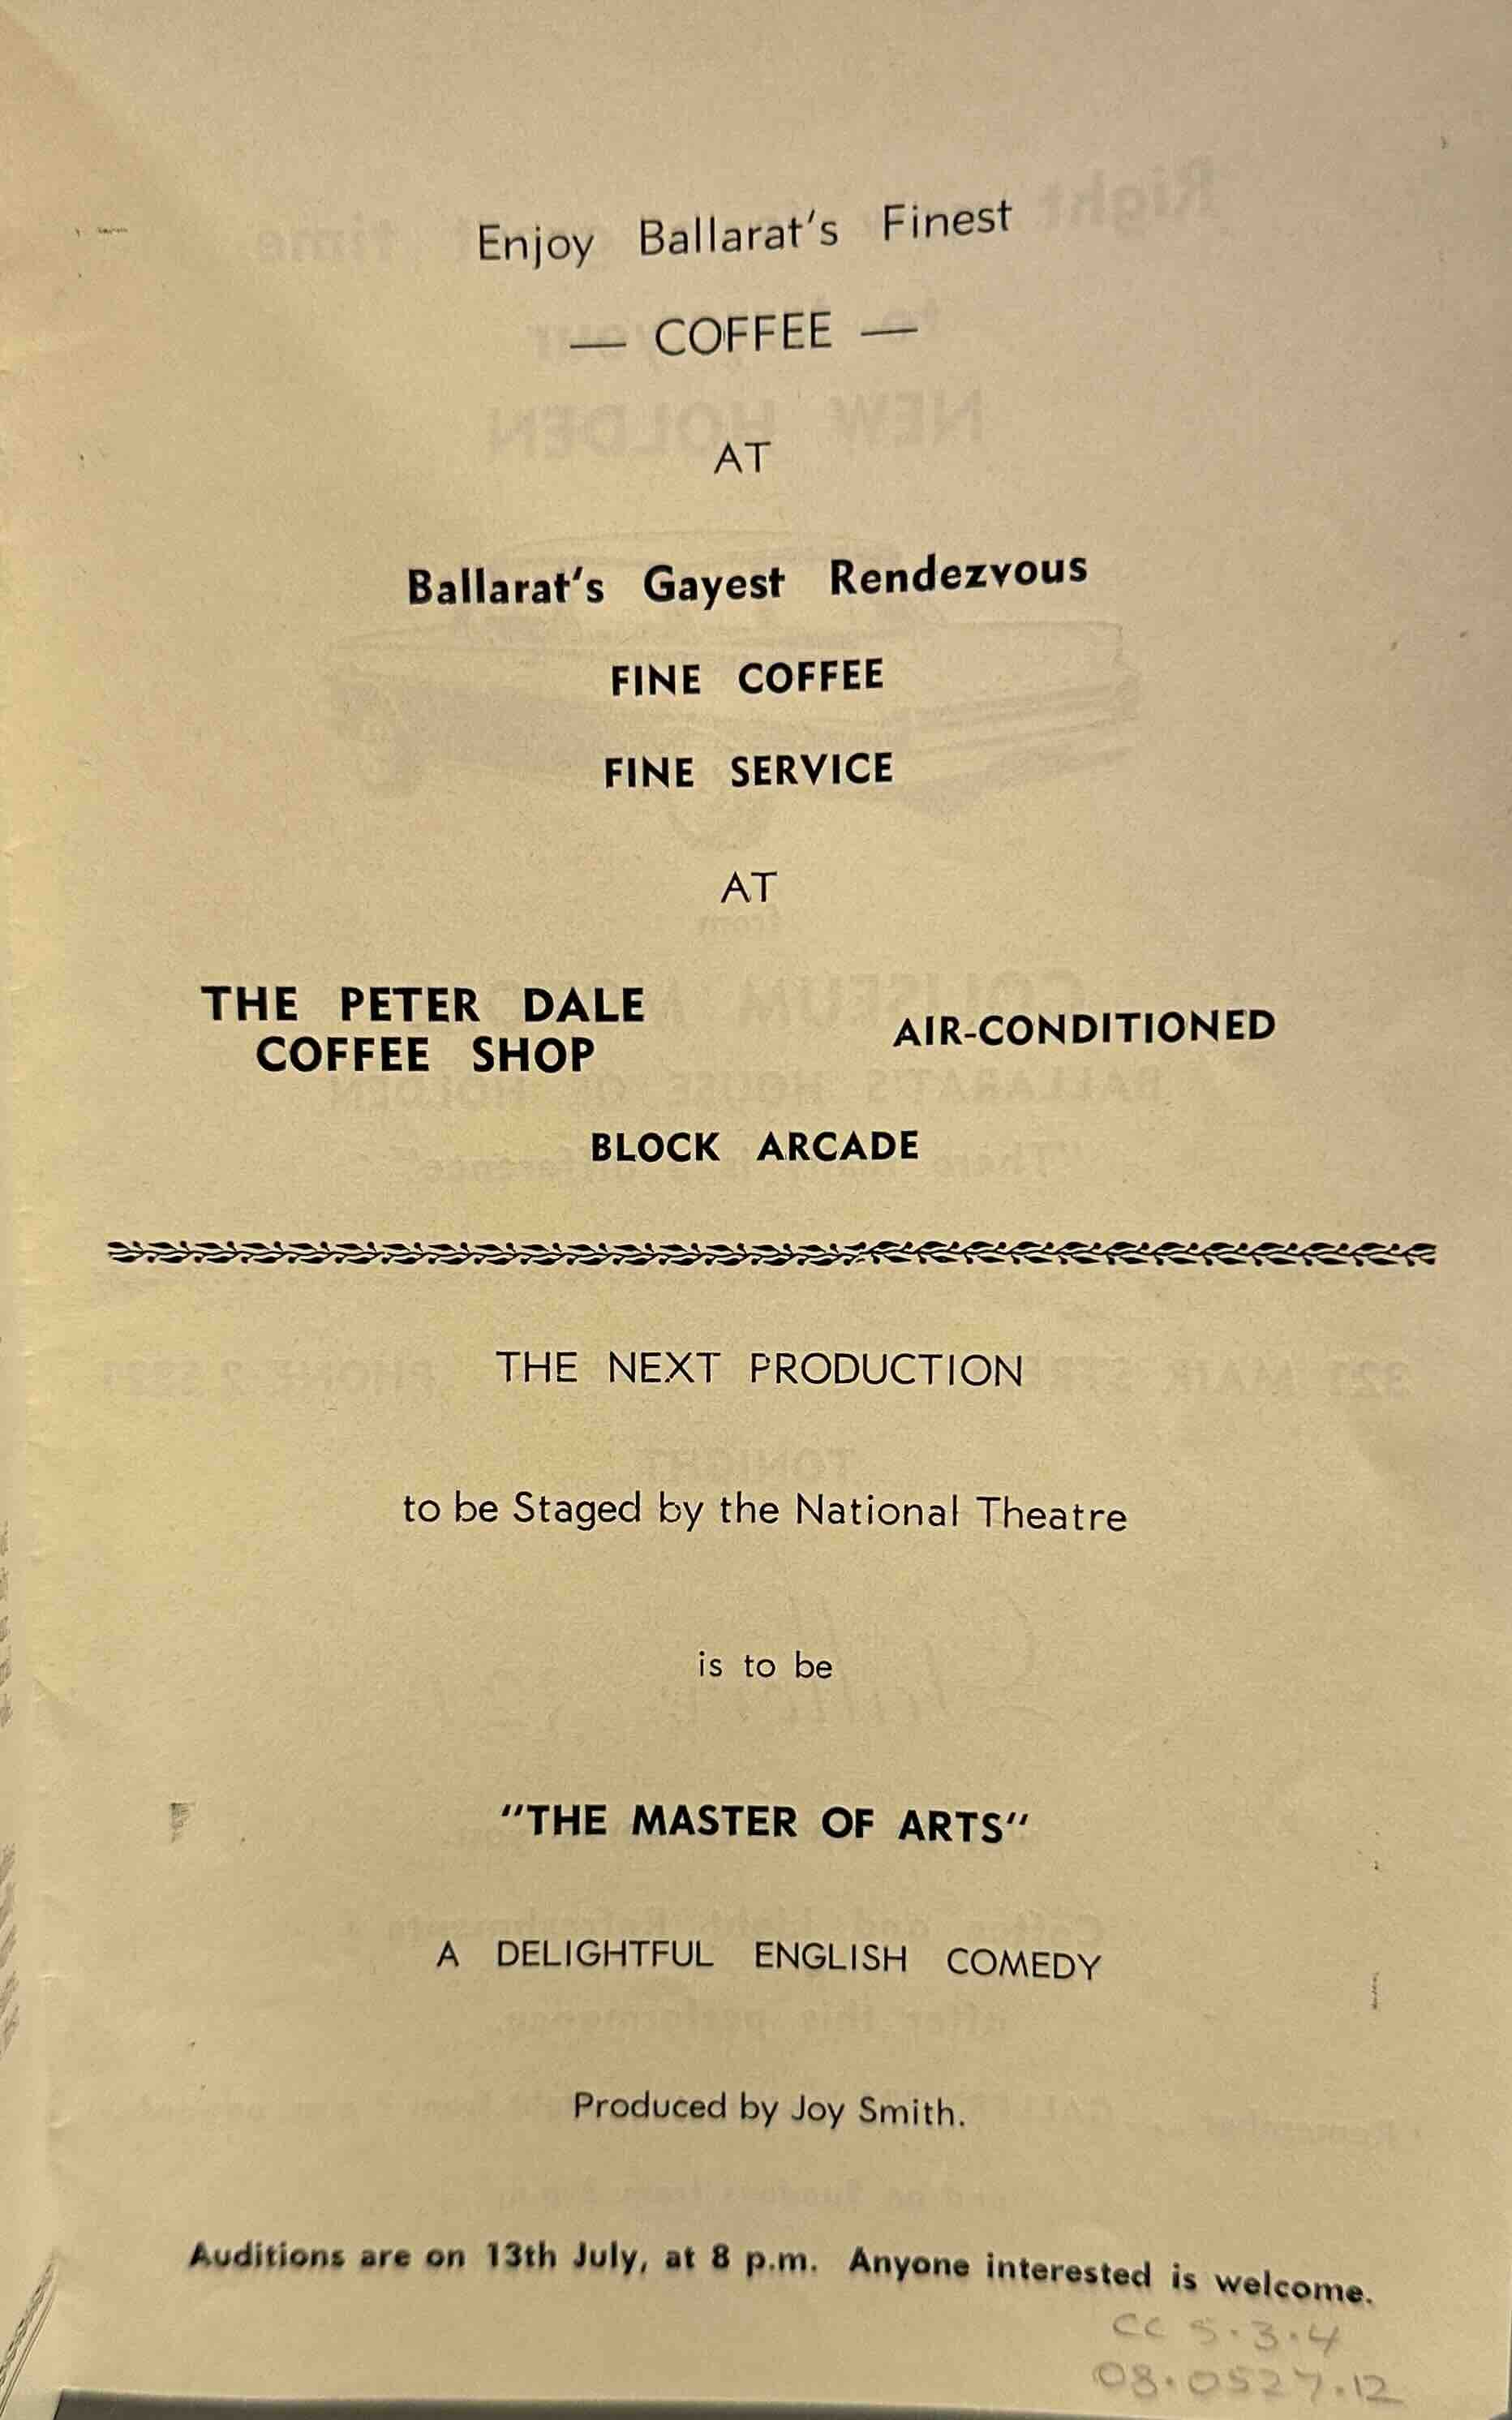 Enjoy Ballarat's Finest
— COFFEE —
AT
Ballarat's Gayest Rendezvous
FINE COFFEE
FINE SERVICE
AT
THE PETER DALE
COFFEE SHOP
AIR-CONDITIONED
BLOCK ARCADE
THE NEXT PRODUCTION
to be Staged by the National Theatre
is to be
"THE MASTER OF ARTS"
A DELIGHTFUL ENGLISH COMEDY
Produced by Joy Smith.
Auditions are on 13th July, at 8 p.m. Anyone interested is welcome.
CC 5.3.4
08.0527.12